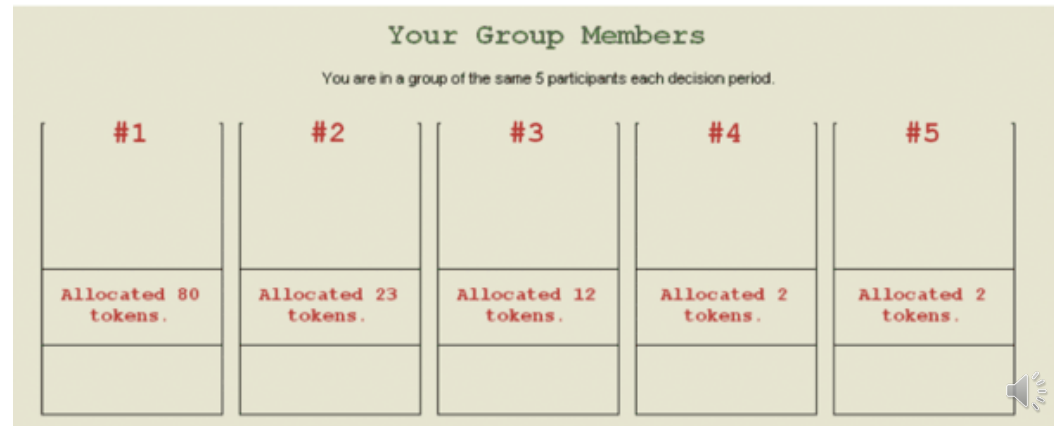 Your Group Members
You are in a group of the same 5 participants each decision period.
#1 #2 #3 #4 #5
Allocated 80 tokens.
Allocated 23 tokens.
Allocated 12 tokens.
Allocated 2 tokens.
Allocated 2 tokens.